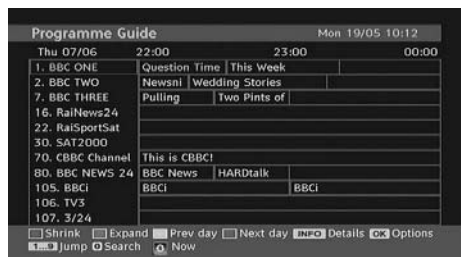 Programme Guide Mon 19/05 10:12
Thu 07/06 22:00 23:00 00:00
1. BBC ONE Question Time This Week
2. BBC TWO Newsni Wedding Stories
7. BBC THREE Pulling Two Pints of
16. RaiNews24
22. RaiSportSat
30. SAT2000
70. CBBC Channel This is CBBC!
80. BBC NEWS 24 BBC News HARDtalk
105. BBCi BBCi BBCi
106. TV3
107. 3/24
Shrink Expand Prev day Next day INFO Details OK Options
1...9 Jump 0 Search Now